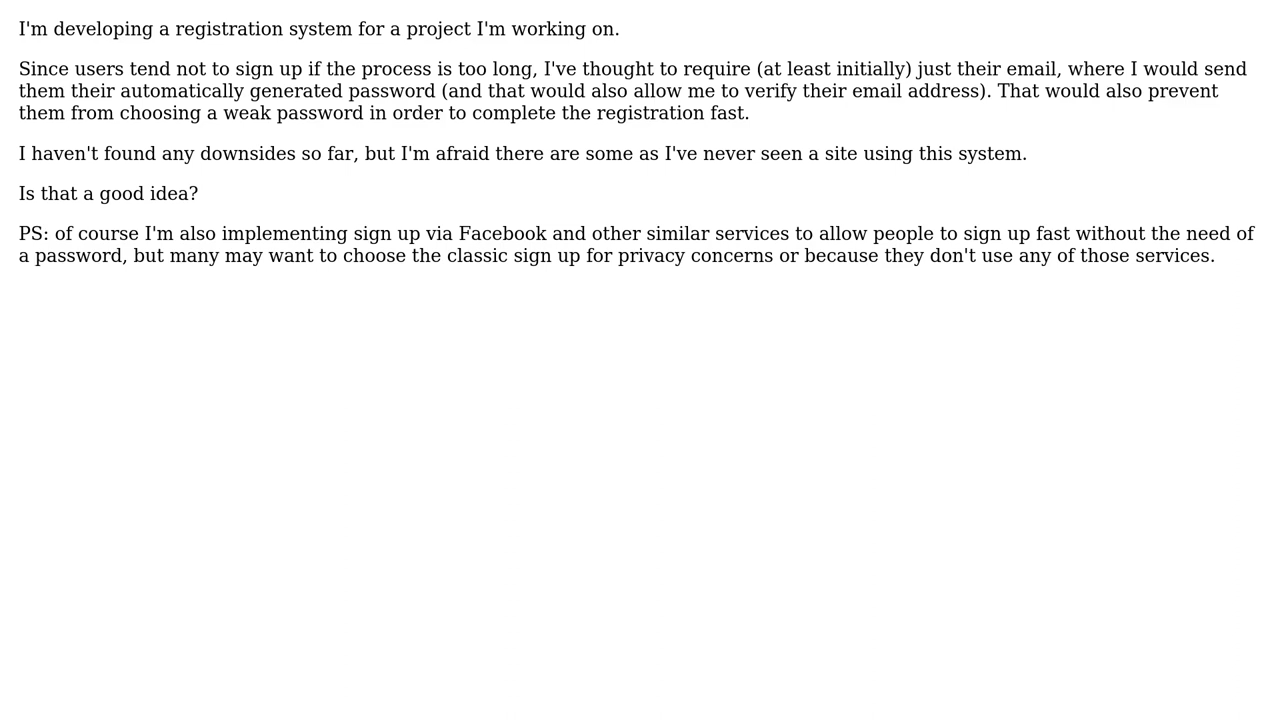 I'm developing a registration system for a project I'm working on.
Since users tend not to sign up if the process is too long, I've thought to require (at least initially) just their email, where I would send
them their automatically generated password (and that would also allow me to verify their email address). That would also prevent
them from choosing a weak password in order to complete the registration fast.
I haven't found any downsides so far, but I'm afraid there are some as I've never seen a site using this system.
Is that a good idea?
PS: of course I'm also implementing sign up via Facebook and other similar services to allow people to sign up fast without the need of
a password, but many may want to choose the classic sign up for privacy concerns or because they don't use any of those services.